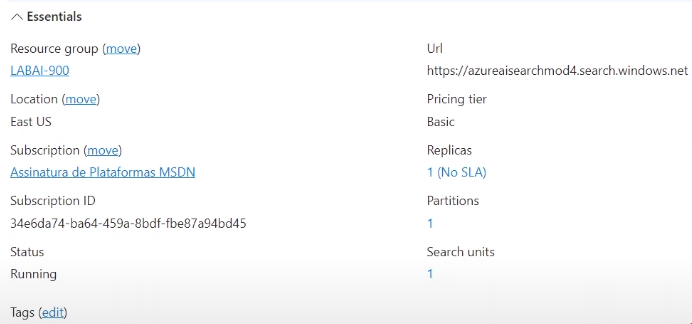 Essentials
Resource group (move)
LABAI-900
Location (move)
East US
Subscription (move)
Assinatura de Plataformas MSDN
Subscription ID
34e6da74-ba64-459a-8bdf-fbe87a94bd45
Status
Running
Tags (edit)
Url
https://azureaisearchmod4.search.windows.net
Pricing tier
Basic
Replicas
1 (No SLA)
Partitions
1
Search units
1